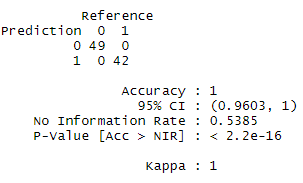 Reference
Prediction 0 1
0 49 0
1 0 42
Accuracy : 1
95% CI : (0.9603, 1)
No Information Rate : 0.5385
P-Value [Acc > NIR] : < 2.2e-16
Kappa : 1